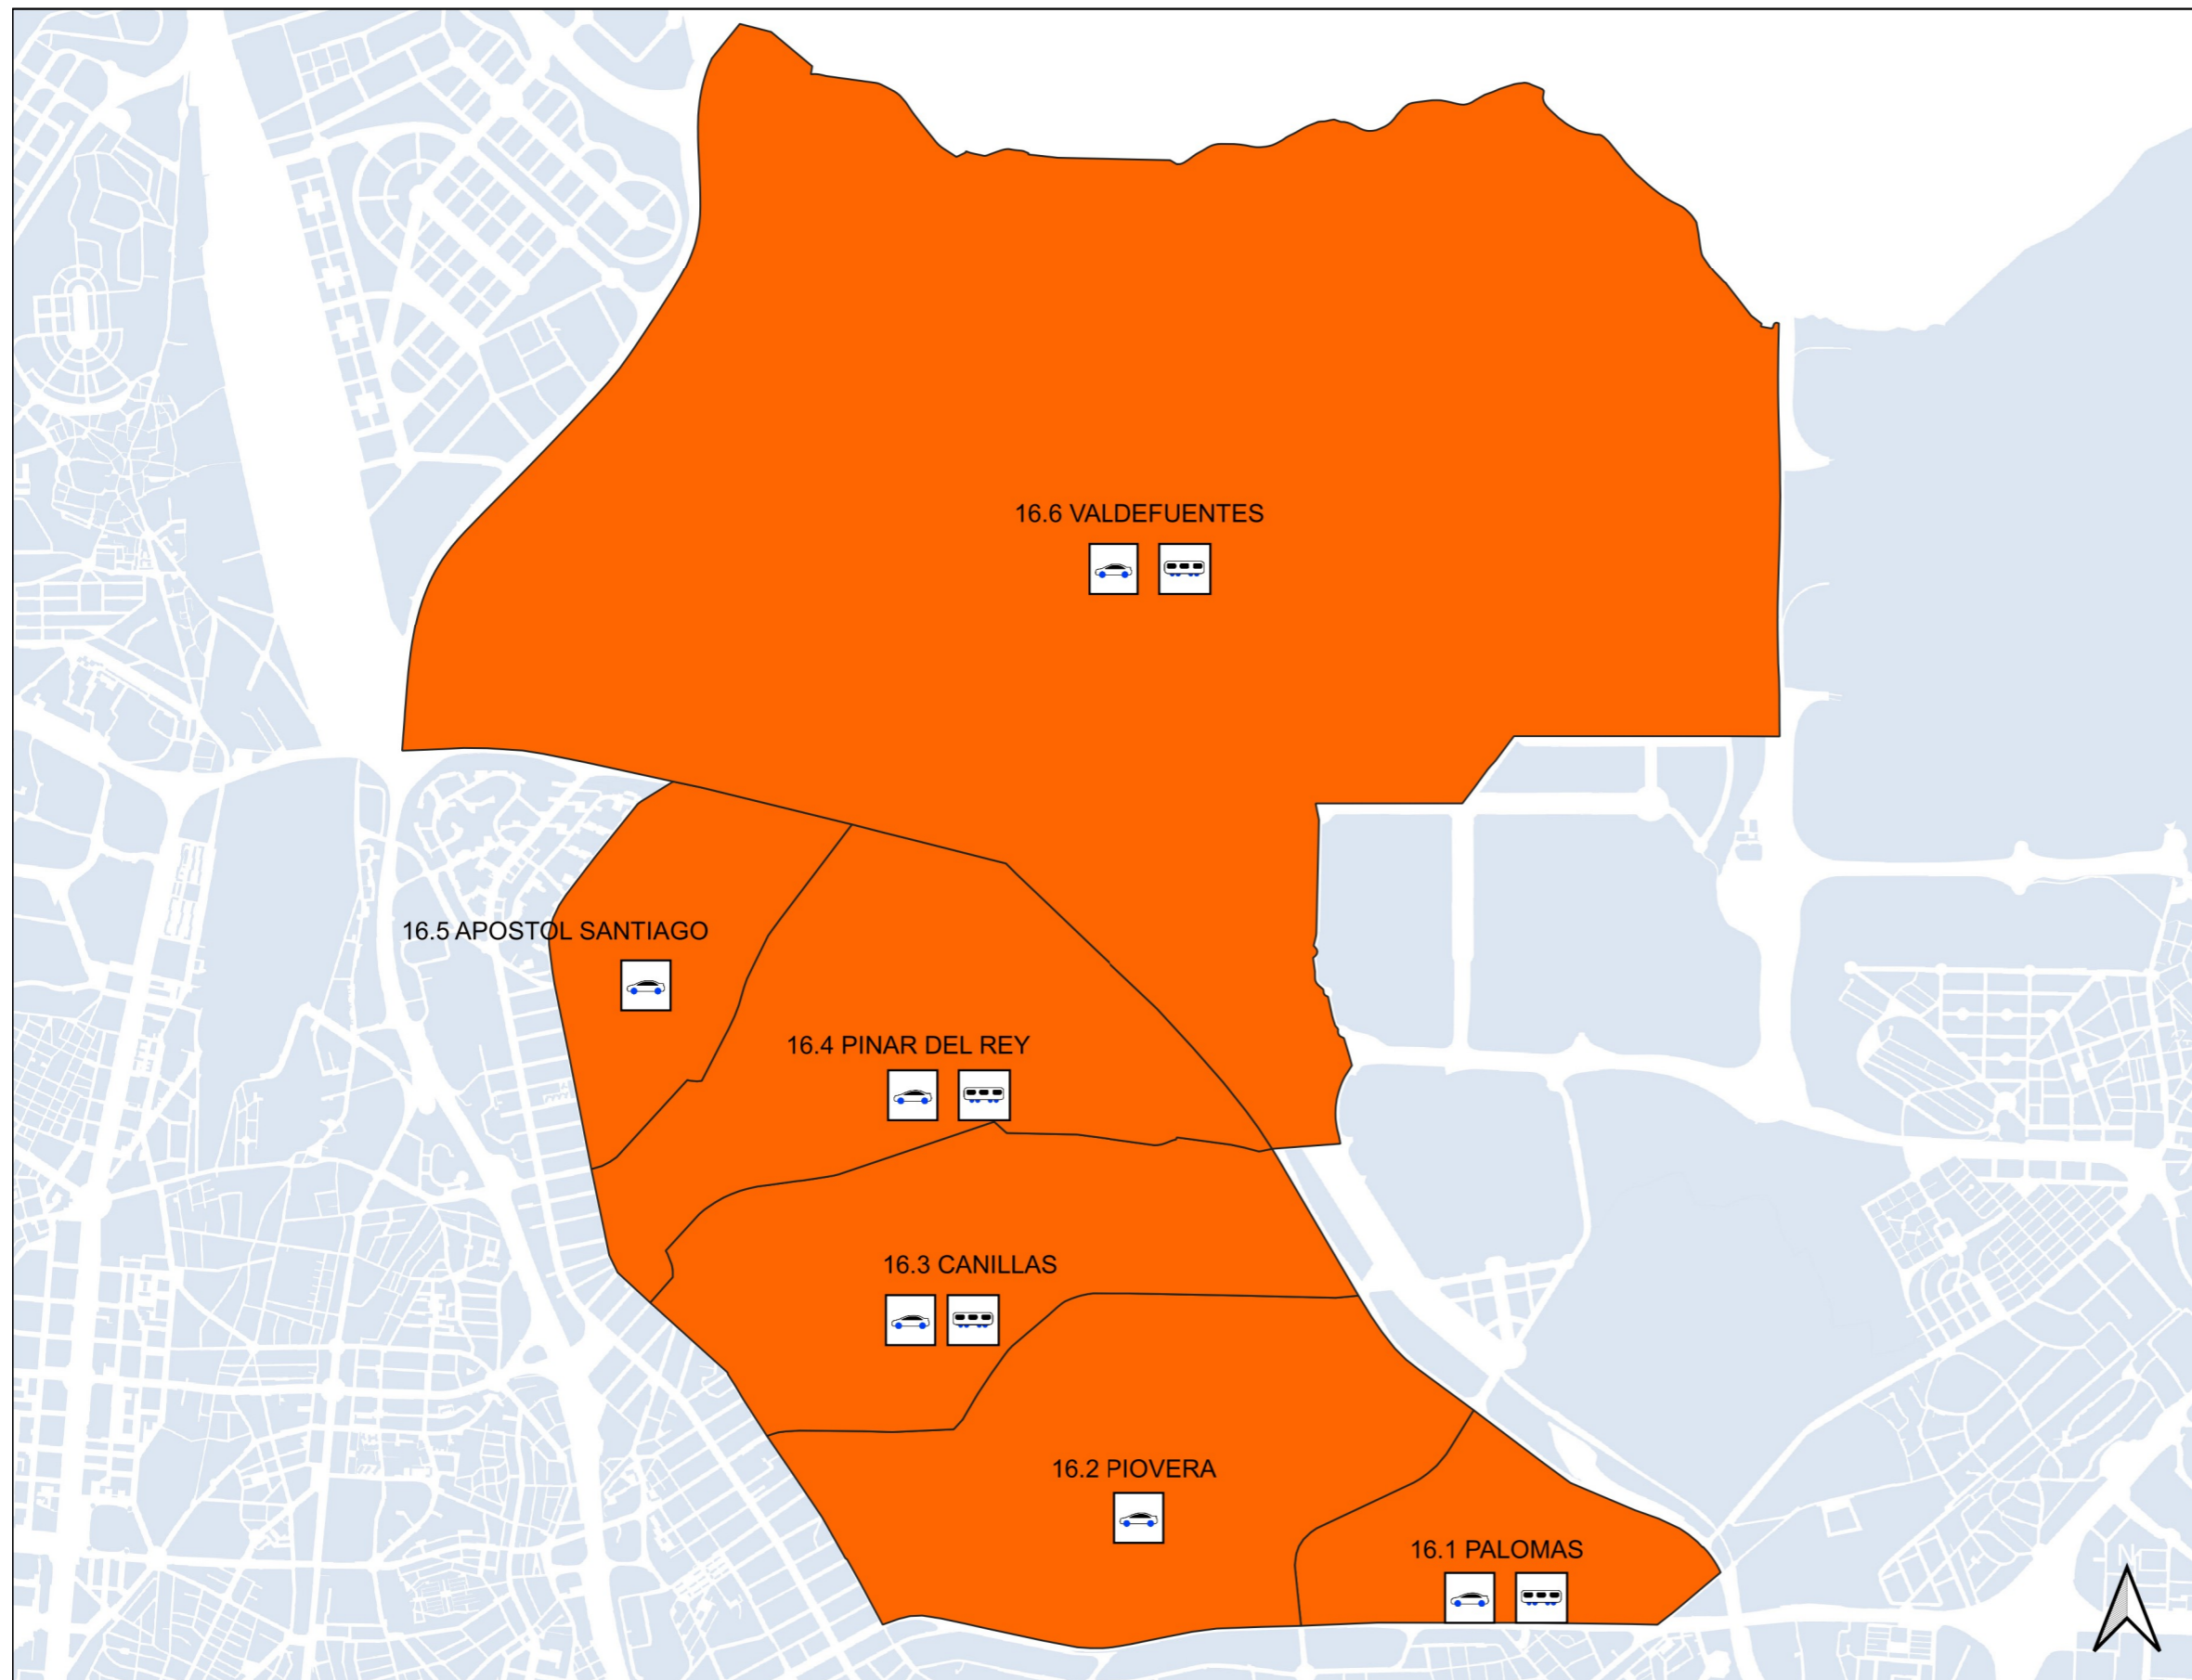 16.6 VALDEFUENTES
16.5 APOSTOL SANTIAGO
16.4 PINAR DEL REY
16.3 CANILLAS
16.2 PIOVERA
16.1 PALOMAS
N